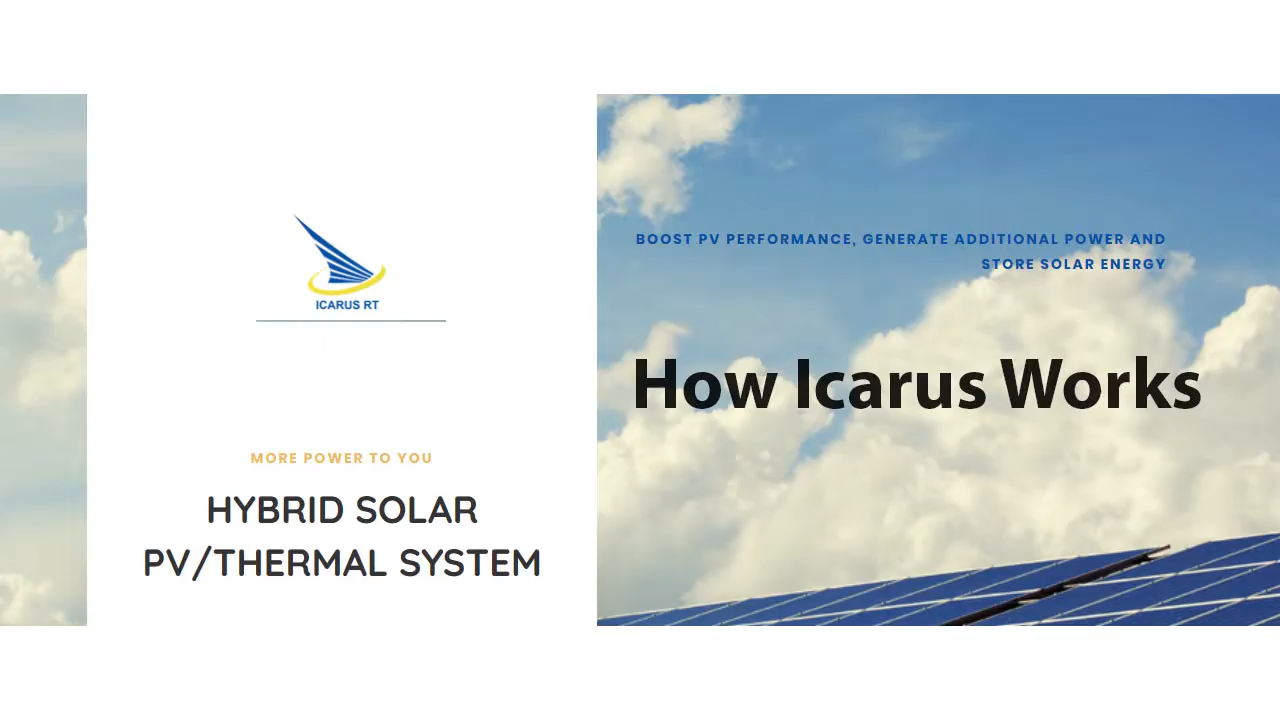 ICARUS RT
MORE POWER TO YOU
HYBRID SOLAR
PV/THERMAL SYSTEM
BOOST PV PERFORMANCE, GENERATE ADDITIONAL POWER AND
STORE SOLAR ENERGY
How Icarus Works